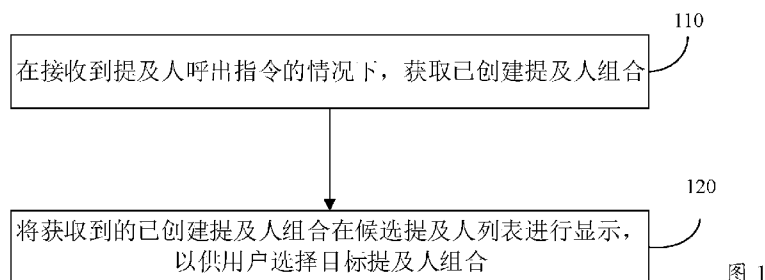 110
在接收到提及人呼出指令的情况下，获取已创建提及人组合
120
将获取到的已创建提及人组合在候选提及人列表进行显示，
以供用户选择目标提及人组合
图 1